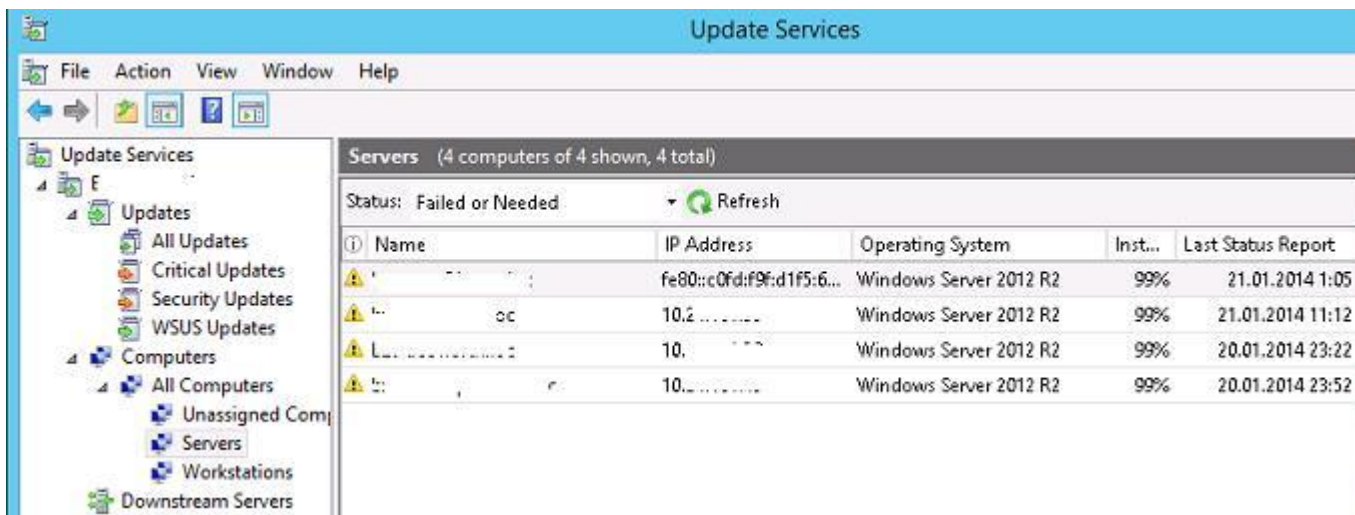 Update Services
File Action View Window Help
Update Services
E
Updates
All Updates
Critical Updates
Security Updates
WSUS Updates
Computers
All Computers
Unassigned
Servers
Workstations
Downstream Servers
Servers (4 computers of 4 shown, 4 total)
Status: Failed or Needed Refresh
Name IP Address Operating System Inst... Last Status Report
fe80::c0fd:f9f:d1f5:6... Windows Server 2012 R2 99% 21.01.2014 1:05
Windows Server 2012 R2 99% 21.01.2014 11:12
10. Windows Server 2012 R2 99% 20.01.2014 23:22
10. Windows Server 2012 R2 99% 20.01.2014 23:52